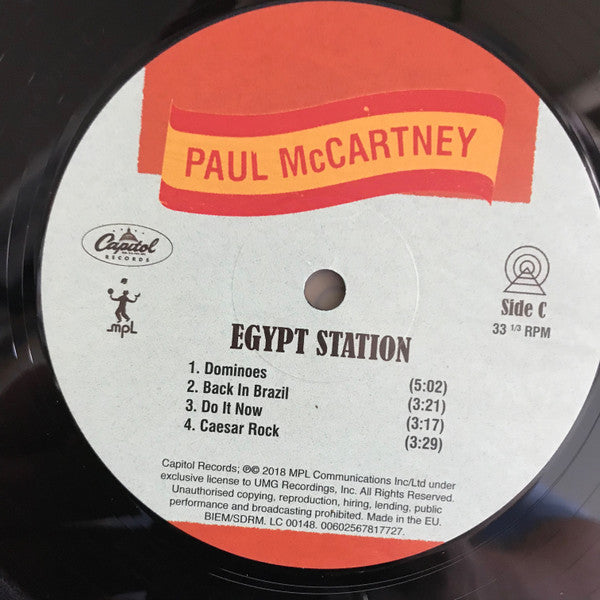 PAUL McCARTNEY
Capitol
RECORDS
mpL
Side C
33 1/3 RPM
EGYPT STATION
1. Dominoes (5:02)
2. Back In Brazil (3:21)
3. Do It Now (3:17)
4. Caesar Rock (3:29)
Capitol Records; ℗© 2018 MPL Communications Inc/Ltd under
exclusive license to UMG Recordings, Inc. All Rights Reserved.
Unauthorised copying, reproduction, hiring, lending, public
performance and broadcasting prohibited. Made in the EU.
BIEM/SDRM. LC 00148. 00602567817727.